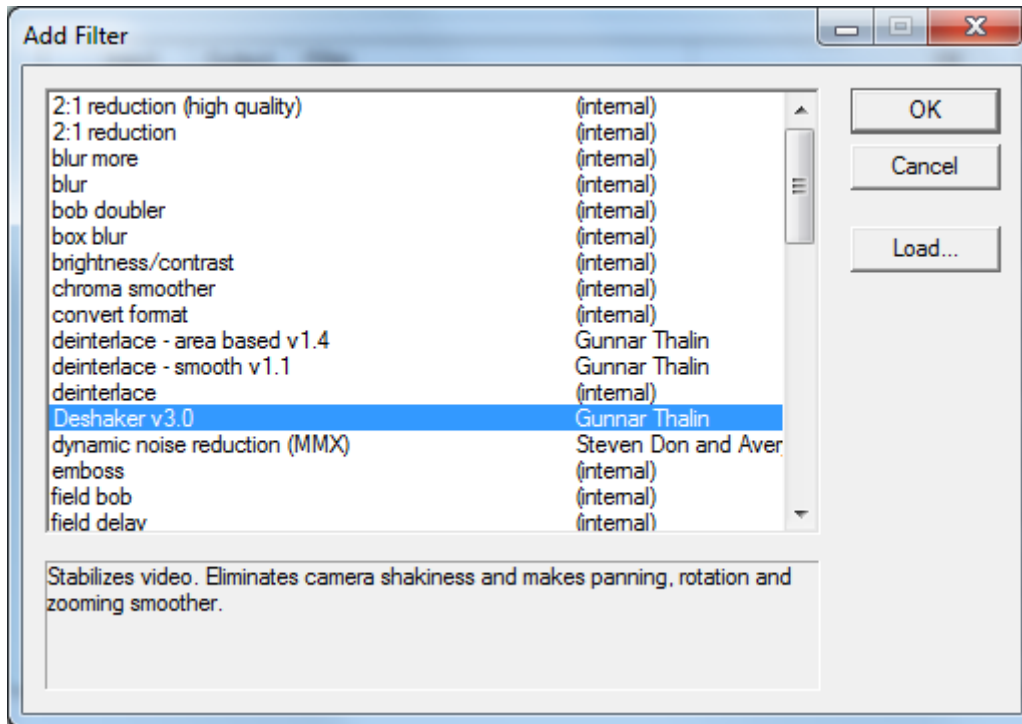 Add Filter
2:1 reduction (high quality) (internal)
2:1 reduction (internal)
blur more (internal)
blur (internal)
bob doubler (internal)
box blur (internal)
brightness/contrast (internal)
chroma smoother (internal)
convert format (internal)
deinterlace - area based v1.4 Gunnar Thalin
deinterlace - smooth v1.1 Gunnar Thalin
deinterlace (internal)
Deshaker v3.0 Gunnar Thalin
dynamic noise reduction (MMX) Steven Don and Aver
emboss (internal)
field bob (internal)
field delay (internal)
OK
Cancel
Load...
Stabilizes video. Eliminates camera shakiness and makes panning, rotation and
zooming smoother.